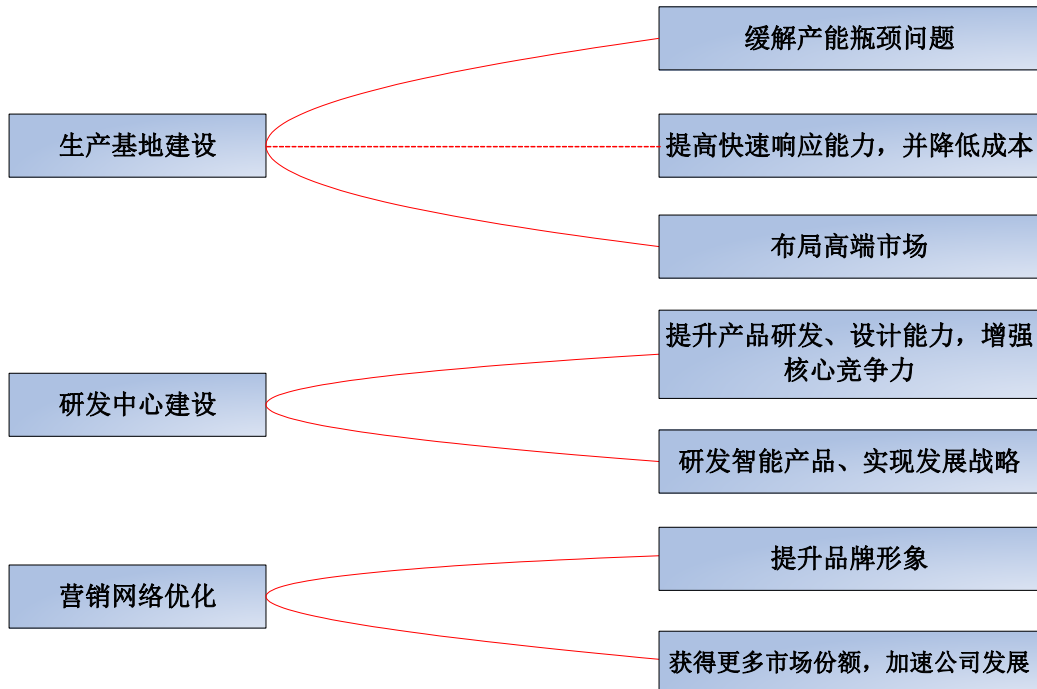 生产基地建设
缓解产能瓶颈问题
提高快速响应能力，并降低成本
布局高端市场
研发中心建设
提升产品研发、设计能力，增强
核心竞争力
研发智能产品、实现发展战略
营销网络优化
提升品牌形象
获得更多市场份额，加速公司发展